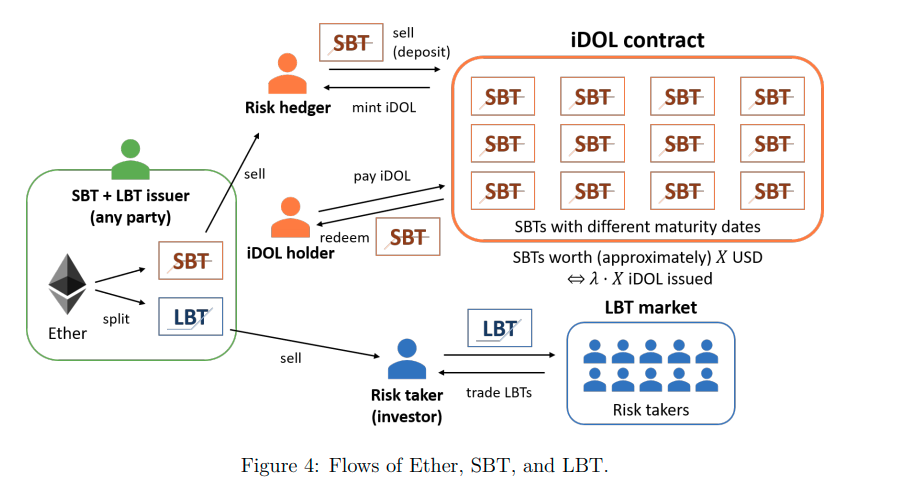 SBT
sell
(deposit)
iDOL contract
Risk hedger
mint iDOL
SBT SBT SBT SBT
SBT SBT SBT SBT
SBT SBT SBT SBT
SBTs with different maturity dates
sell
pay iDOL
iDOL holder
redeem
SBT
SBTs worth (approximately) X USD
⇔ λ · X iDOL issued
SBT + LBT issuer
(any party)
SBT
LBT
Ether
split
sell
LBT
Risk taker
(investor)
trade LBTs
LBT market
Risk takers
Figure 4: Flows of Ether, SBT, and LBT.